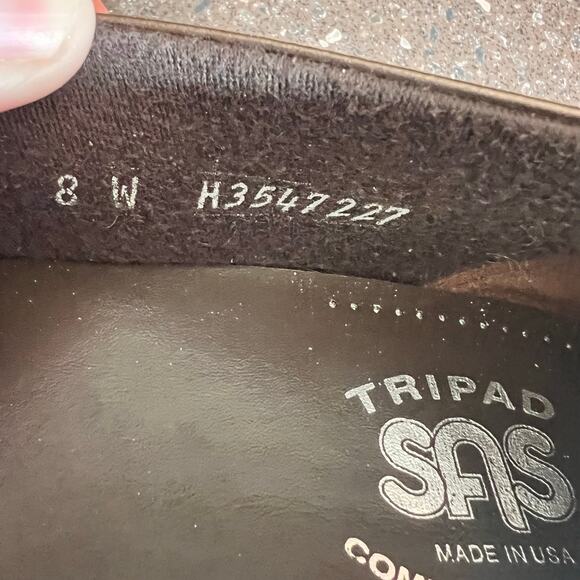 8 W H3547227
TRIPAD
SAS
MADE IN USA